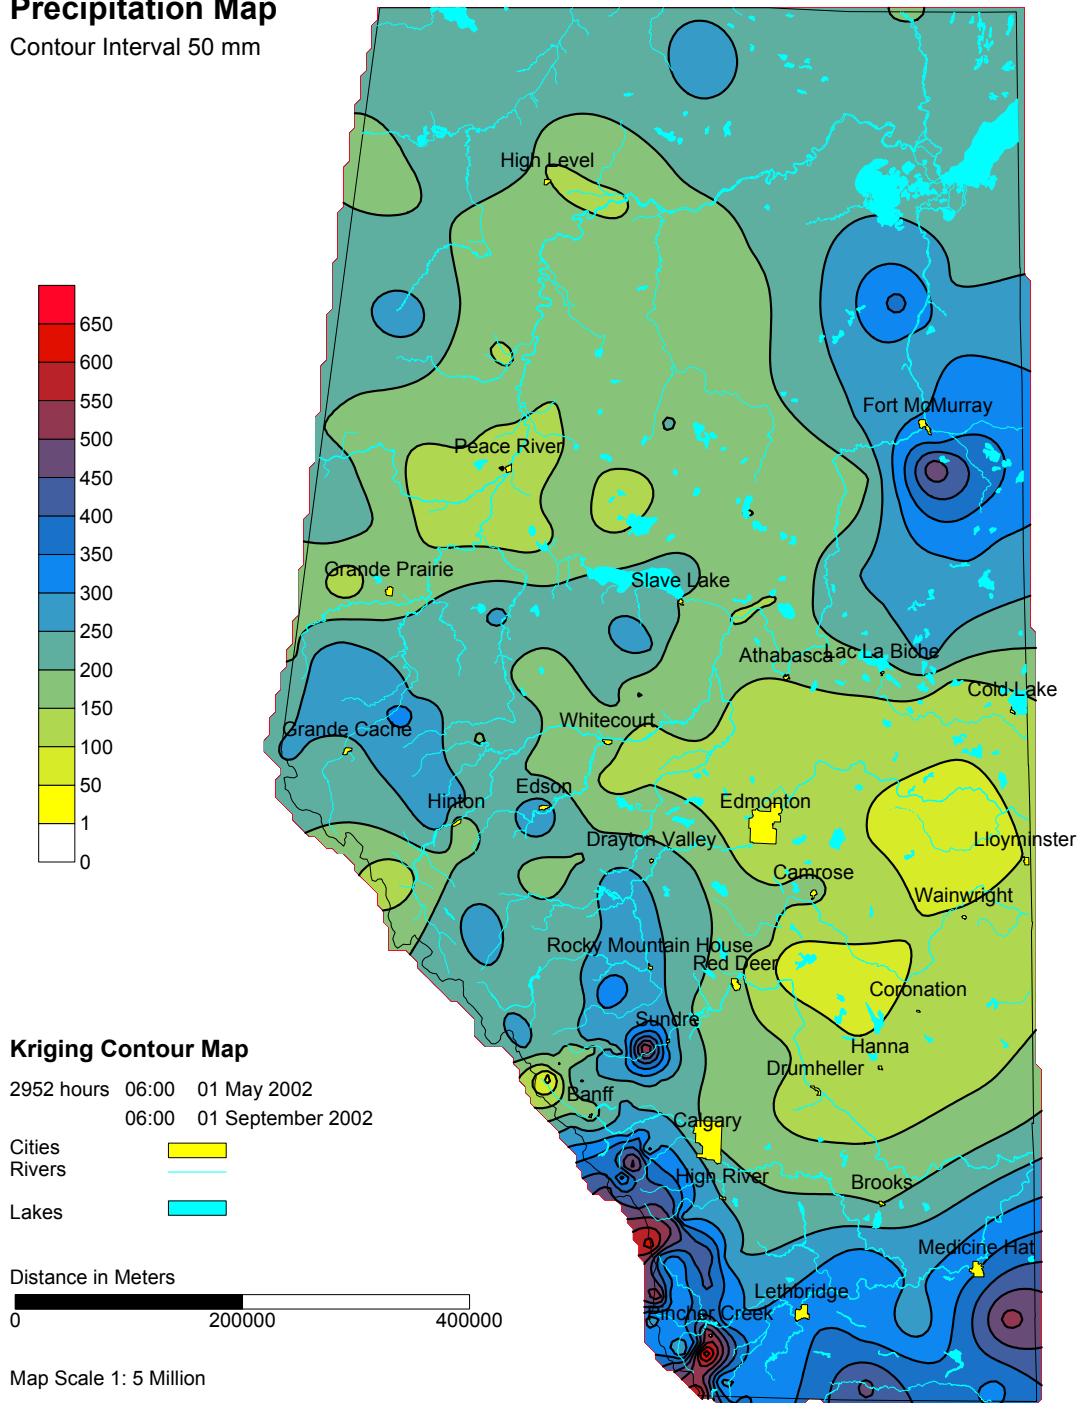 Precipitation Map
Contour Interval 50 mm
High Level
Fort McMurray
Peace River
Grande Prairie
Slave Lake
Athabasca
Lac La Biche
Cold Lake
Whitecourt
Grande Cache
Edson
Hinton
Edmonton
Drayton Valley
Lloyminster
Camrose
Wainwright
Rocky Mountain House
Red Deer
Coronation
Sundre
Hanna
Drumheller
Banff
Calgary
High River
Brooks
Medicine Hat
Lethbridge
Pincher Creek
650
600
550
500
450
400
350
300
250
200
150
100
50
1
0
Kriging Contour Map
2952 hours 06:00 01 May 2002
06:00 01 September 2002
Cities
Rivers
Lakes
Distance in Meters
0 200000 400000
Map Scale 1: 5 Million